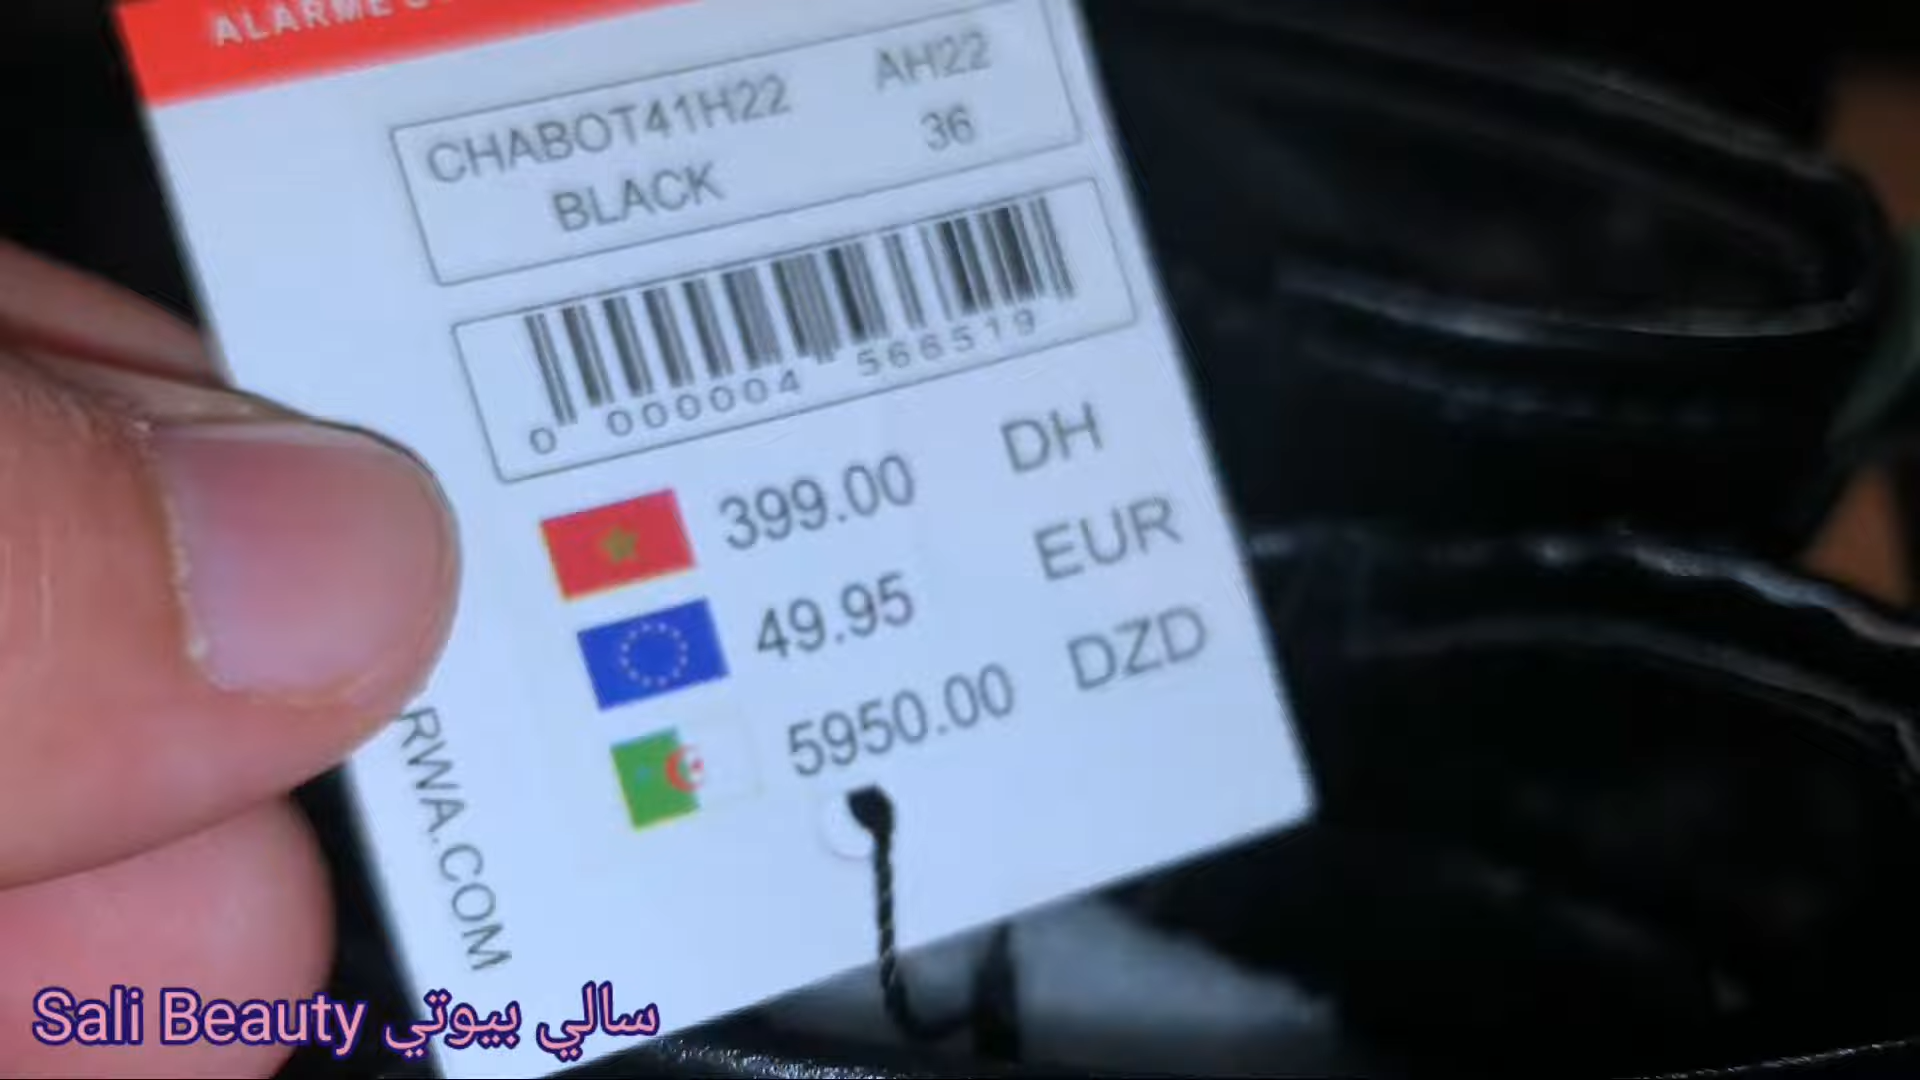 ALARME
CHABOT41H22 AH22
BLACK 36
0 000004 566519
399.00 DH
49.95 EUR
5950.00 DZD
RWA.COM
Sali Beauty سالي بيوتي